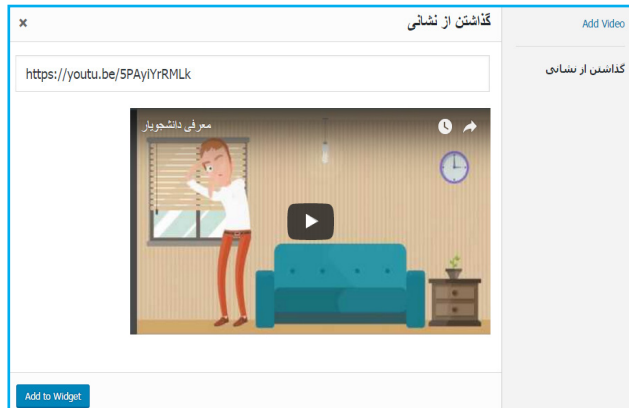 گذاشتن از نشانی
×
Add Video
گذاشتن از نشانی
https://youtu.be/5PAyiYrRMLk
معرفی دانشجویار
Add to Widget